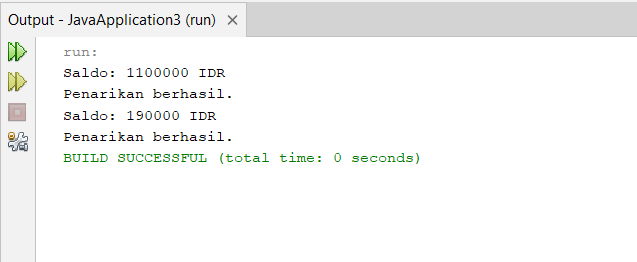 Output - JavaApplication3 (run)
run:
Saldo: 1100000 IDR
Penarikan berhasil.
Saldo: 190000 IDR
Penarikan berhasil.
BUILD SUCCESSFUL (total time: 0 seconds)